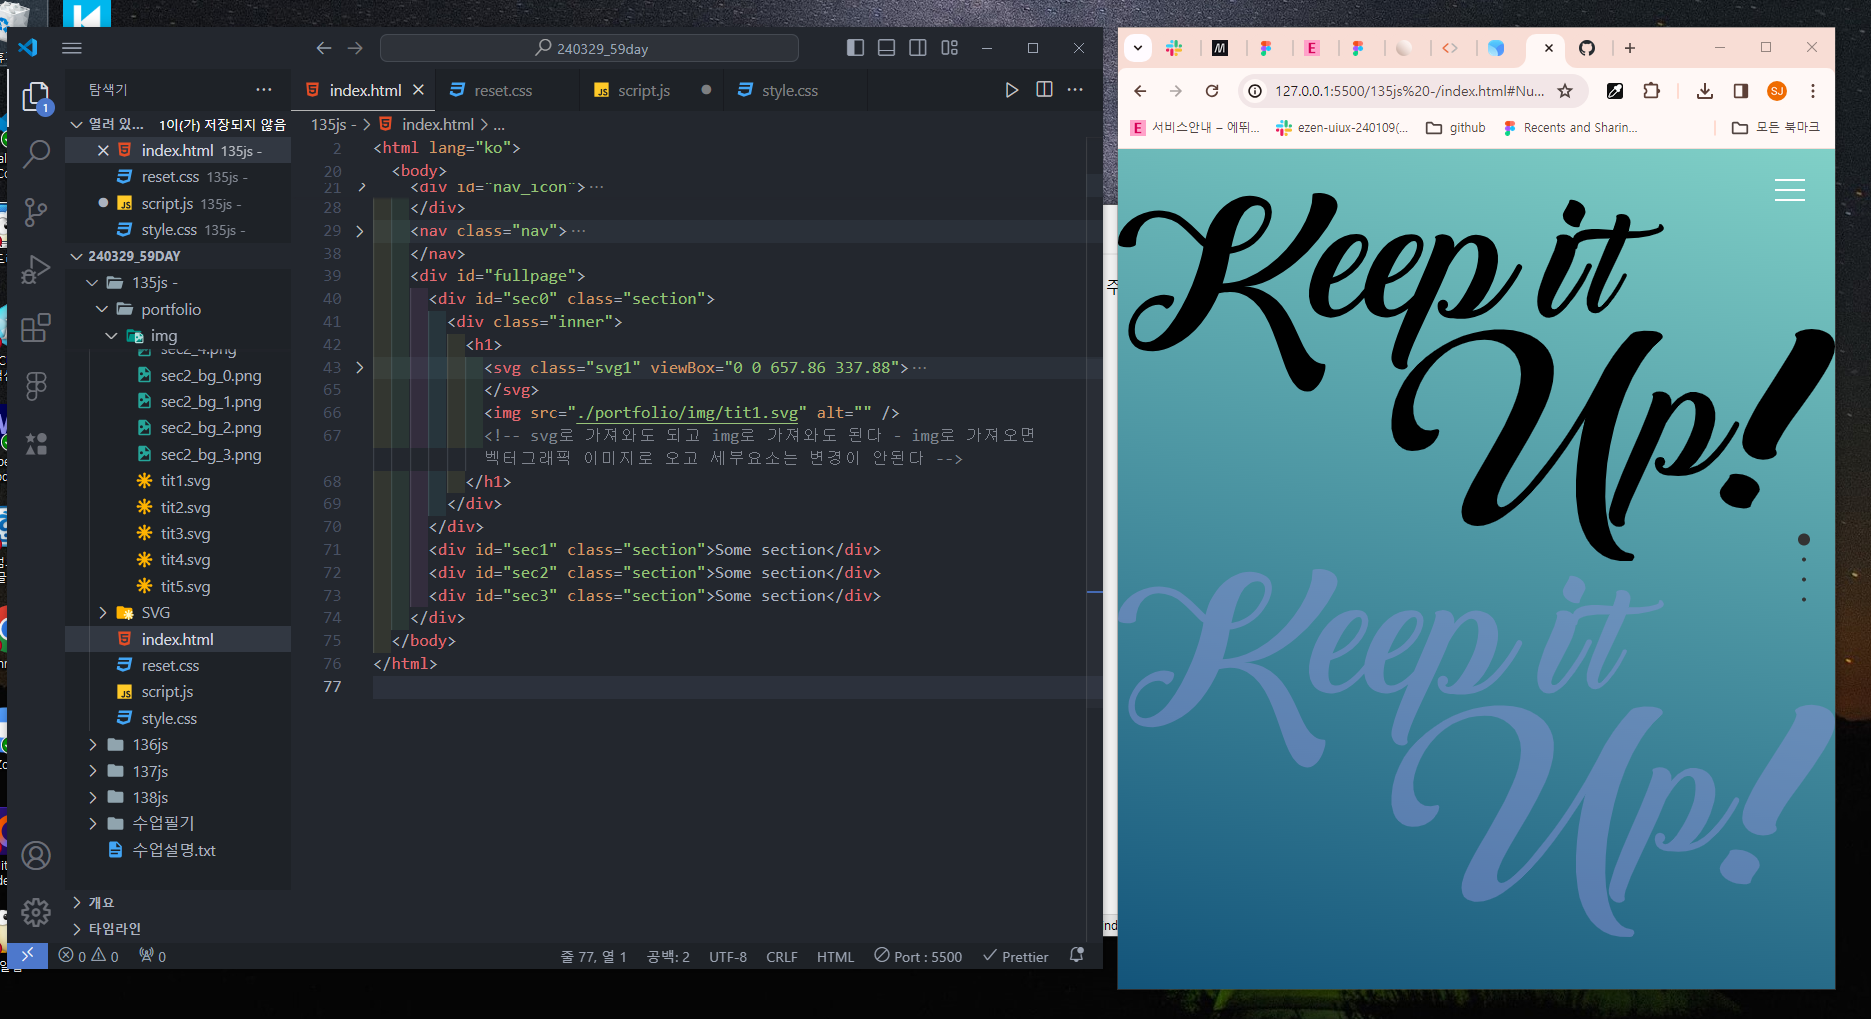 240329_59day
탐색기
열려 있... 1이(가) 저장되지 않음
index.html 135js -
reset.css 135js -
script.js 135js -
style.css 135js -
240329_59DAY
135js -
portfolio
img
sec2_4.png
sec2_bg_0.png
sec2_bg_1.png
sec2_bg_2.png
sec2_bg_3.png
tit1.svg
tit2.svg
tit3.svg
tit4.svg
tit5.svg
SVG
index.html
reset.css
script.js
style.css
136js
137js
138js
수업필기
수업설명.txt
개요
타임라인
index.html
reset.css
script.js
style.css
135js - > index.html > ...
2 <html lang="ko">
20 <body>
21 <div id="nav_icon">...
28 </div>
29 <nav class="nav">...
38 </nav>
39 <div id="fullpage">
40 <div id="sec0" class="section">
41 <div class="inner">
42 <h1>
43 <svg class="svg1" viewBox="0 0 657.86 337.88">...
65 </svg>
66 <img src="./portfolio/img/tit1.svg" alt="" />
67 <!-- svg로 가져와도 되고 img로 가져와도 된다 - img로 가져오면
벡터그래픽 이미지로 오고 세부요소는 변경이 안된다 -->
68 </h1>
69 </div>
70 </div>
71 <div id="sec1" class="section">Some section</div>
72 <div id="sec2" class="section">Some section</div>
73 <div id="sec3" class="section">Some section</div>
74 </div>
75 </body>
76 </html>
77
0 0 0
줄 77, 열 1 공백: 2 UTF-8 CRLF HTML Port : 5500 Prettier
127.0.0.1:5500/135js%20-/index.html#Nu...
SJ
서비스안내 – 에뛰... ezen-uiux-240109(... github Recents and Sharin... 모든 북마크
Keep it
Up!
Keep it
Up!